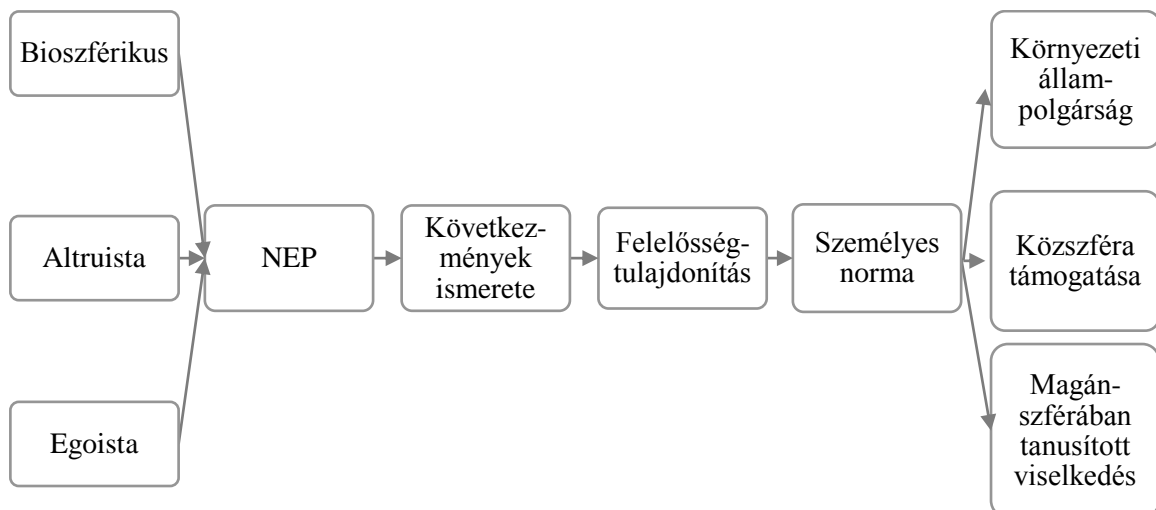 Bioszférikus
Altruista
Egoista
NEP
Következ-
mények
ismerete
Felelősség-
tulajdonítás
Személyes
norma
Környezeti
állam-
polgárság
Közszféra
támogatása
Magán-
szférában
tanusított
viselkedés